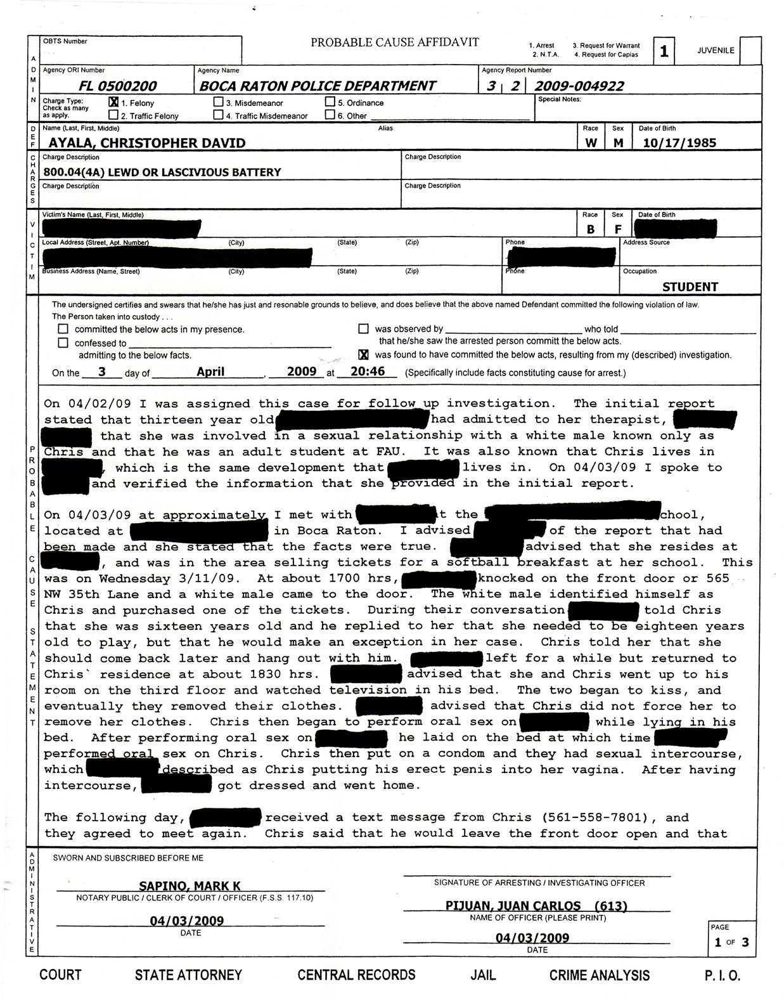 OBTS Number
PROBABLE CAUSE AFFIDAVIT
1. Arrest 3. Request for Warrant
2. N.T.A. 4. Request for Capias
1
JUVENILE
ADMIN
Agency ORI Number
FL 0500200
Agency Name
BOCA RATON POLICE DEPARTMENT
Agency Report Number
3 2 2009-004922
Charge Type:
Check as many
as apply.
X 1. Felony
3. Misdemeanor
5. Ordinance
2. Traffic Felony
4. Traffic Misdemeanor
6. Other
Special Notes:
DEF
Name (Last, First, Middle)
Alias
AYALA, CHRISTOPHER DAVID
Race
W
Sex
M
Date of Birth
10/17/1985
CHARGES
Charge Description
800.04(4A) LEWD OR LASCIVIOUS BATTERY
Charge Description
Charge Description
Charge Description
VICTIM
Victim's Name (Last, First, Middle)
Race
B
Sex
F
Date of Birth
Local Address (Street, Apt. Number) (City) (State) (Zip)
Phone
Address Source
Business Address (Name, Street) (City) (State) (Zip)
Phone
Occupation
STUDENT
The undersigned certifies and swears that he/she has just and resonable grounds to believe, and does believe that the above named Defendant committed the following violation of law.
The Person taken into custody . . .
committed the below acts in my presence.
was observed by who told
confessed to
that he/she saw the arrested person committ the below acts.
admitting to the below facts.
X was found to have committed the below acts, resulting from my (described) investigation.
On the 3 day of April , 2009 at 20:46 (Specifically include facts constituting cause for arrest.)
PROBABLE CAUSE STATEMENT
On 04/02/09 I was assigned this case for follow up investigation. The initial report
stated that thirteen year old had admitted to her therapist,
that she was involved in a sexual relationship with a white male known only as
Chris and that he was an adult student at FAU. It was also known that Chris lives in
, which is the same development that lives in. On 04/03/09 I spoke to
and verified the information that she provided in the initial report.
On 04/03/09 at approximately I met with t the chool,
located at in Boca Raton. I advised of the report that had
been made and she stated that the facts were true. advised that she resides at
, and was in the area selling tickets for a softball breakfast at her school. This
was on Wednesday 3/11/09. At about 1700 hrs, knocked on the front door or 565
NW 35th Lane and a white male came to the door. The white male identified himself as
Chris and purchased one of the tickets. During their conversation told Chris
that she was sixteen years old and he replied to her that she needed to be eighteen years
old to play, but that he would make an exception in her case. Chris told her that she
should come back later and hang out with him. left for a while but returned to
Chris` residence at about 1830 hrs. advised that she and Chris went up to his
room on the third floor and watched television in his bed. The two began to kiss, and
eventually they removed their clothes. advised that Chris did not force her to
remove her clothes. Chris then began to perform oral sex on while lying in his
bed. After performing oral sex on he laid on the bed at which time
performed oral sex on Chris. Chris then put on a condom and they had sexual intercourse,
which described as Chris putting his erect penis into her vagina. After having
intercourse, got dressed and went home.
The following day, received a text message from Chris (561-558-7801), and
they agreed to meet again. Chris said that he would leave the front door open and that
ADMINISTRATIVE
SWORN AND SUBSCRIBED BEFORE ME
SAPINO, MARK K
NOTARY PUBLIC / CLERK OF COURT / OFFICER (F.S.S. 117.10)
04/03/2009
DATE
SIGNATURE OF ARRESTING / INVESTIGATING OFFICER
PIJUAN, JUAN CARLOS (613)
NAME OF OFFICER (PLEASE PRINT)
04/03/2009
DATE
PAGE
1 OF 3
COURT STATE ATTORNEY CENTRAL RECORDS JAIL CRIME ANALYSIS P. I. O.